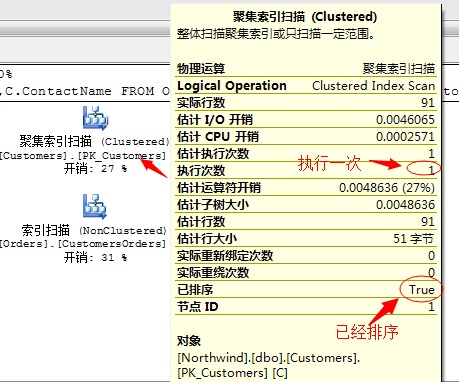 0%
,C.ContactName FROM O
聚集索引扫描 (Clustered)
[Customers].[PK_Customers]
开销: 27 %
索引扫描 (NonClustered)
[Orders].[CustomersOrders]
开销: 31 %
聚集索引扫描 (Clustered)
整体扫描聚集索引或只扫描一定范围。
物理运算 聚集索引扫描
Logical Operation Clustered Index Scan
实际行数 91
估计 I/O 开销 0.0046065
估计 CPU 开销 0.0002571
估计执行次数 1
执行一次
执行次数 1
估计运算符开销 0.0048636 (27%)
估计子树大小 0.0048636
估计行数 91
估计行大小 51 字节
实际重新绑定次数 0
实际重绕次数 0
已排序 True
节点 ID 1
已经排序
对象
[Northwind].[dbo].[Customers].
[PK_Customers] [C]